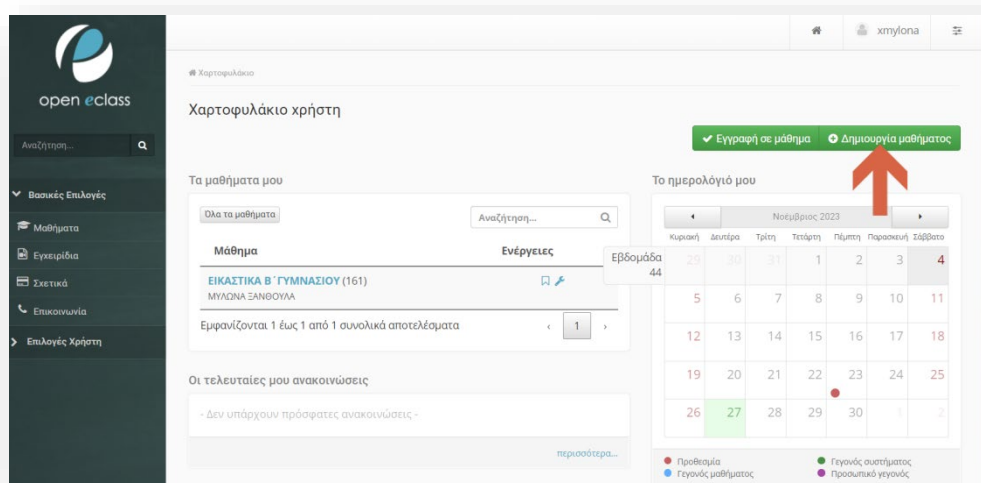 open eclass
Αναζήτηση...
Βασικές Επιλογές
Μαθήματα
Εγχειρίδια
Σχετικά
Επικοινωνία
Επιλογές Χρήστη
xmylona
Χαρτοφυλάκιο
Χαρτοφυλάκιο χρήστη
Εγγραφή σε μάθημα
Δημιουργία μαθήματος
Τα μαθήματα μου
Όλα τα μαθήματα
Αναζήτηση...
Μάθημα Ενέργειες
ΕΙΚΑΣΤΙΚΑ Β΄ΓΥΜΝΑΣΙΟΥ (161)
ΜΥΛΩΝΑ ΞΑΝΘΟΥΛΑ
Εμφανίζονται 1 έως 1 από 1 συνολικά αποτελέσματα
‹ 1 ›
Οι τελευταίες μου ανακοινώσεις
- Δεν υπάρχουν πρόσφατες ανακοινώσεις -
περισσότερα...
Το ημερολόγιό μου
Νοέμβριος 2023
Κυριακή Δευτέρα Τρίτη Τετάρτη Πέμπτη Παρασκευή Σάββατο
Εβδομάδα
44
29 30 31 1 2 3 4
5 6 7 8 9 10 11
12 13 14 15 16 17 18
19 20 21 22 23 24 25
26 27 28 29 30 1 2
Προθεσμία
Γεγονός συστήματος
Γεγονός μαθήματος
Προσωπικό γεγονός